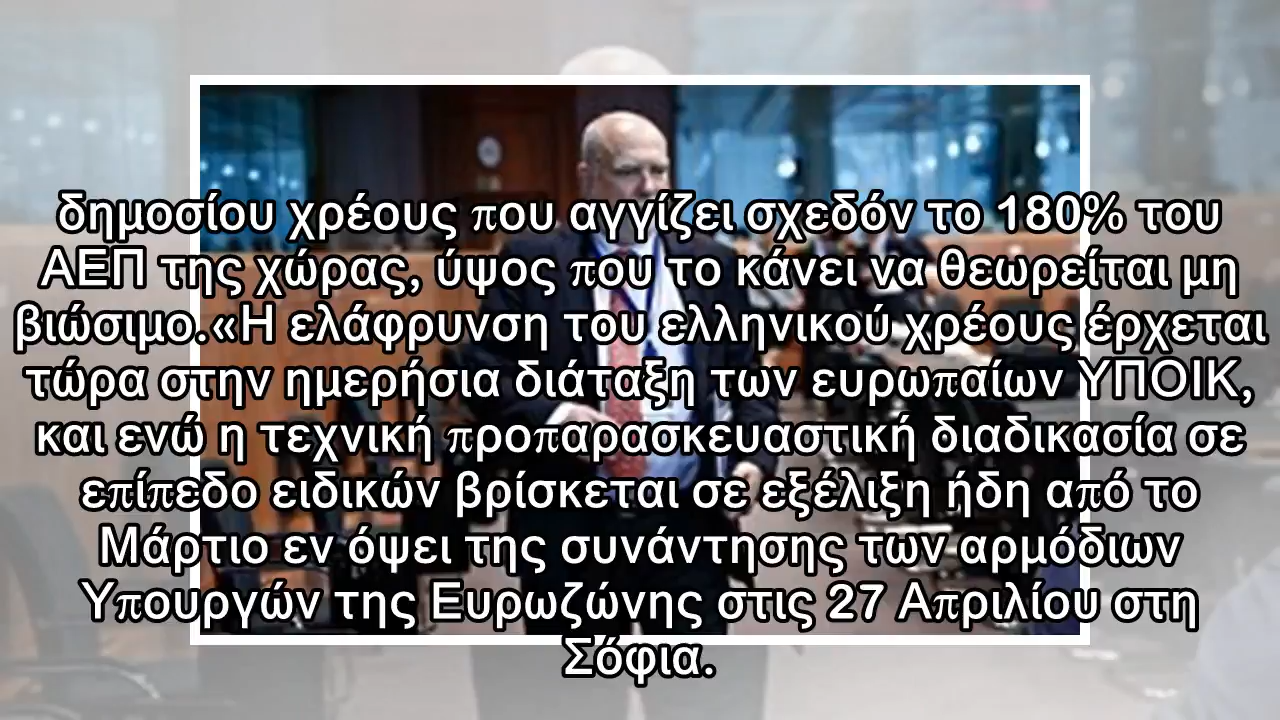 δημοσίου χρέους που αγγίζει σχεδόν το 180% του
ΑΕΠ της χώρας, ύψος που το κάνει να θεωρείται μη
βιώσιμο.«Η ελάφρυνση του ελληνικού χρέους έρχεται
τώρα στην ημερήσια διάταξη των ευρωπαίων ΥΠΟΙΚ,
και ενώ η τεχνική προπαρασκευαστική διαδικασία σε
επίπεδο ειδικών βρίσκεται σε εξέλιξη ήδη από το
Μάρτιο εν όψει της συνάντησης των αρμόδιων
Υπουργών της Ευρωζώνης στις 27 Απριλίου στη
Σόφια.